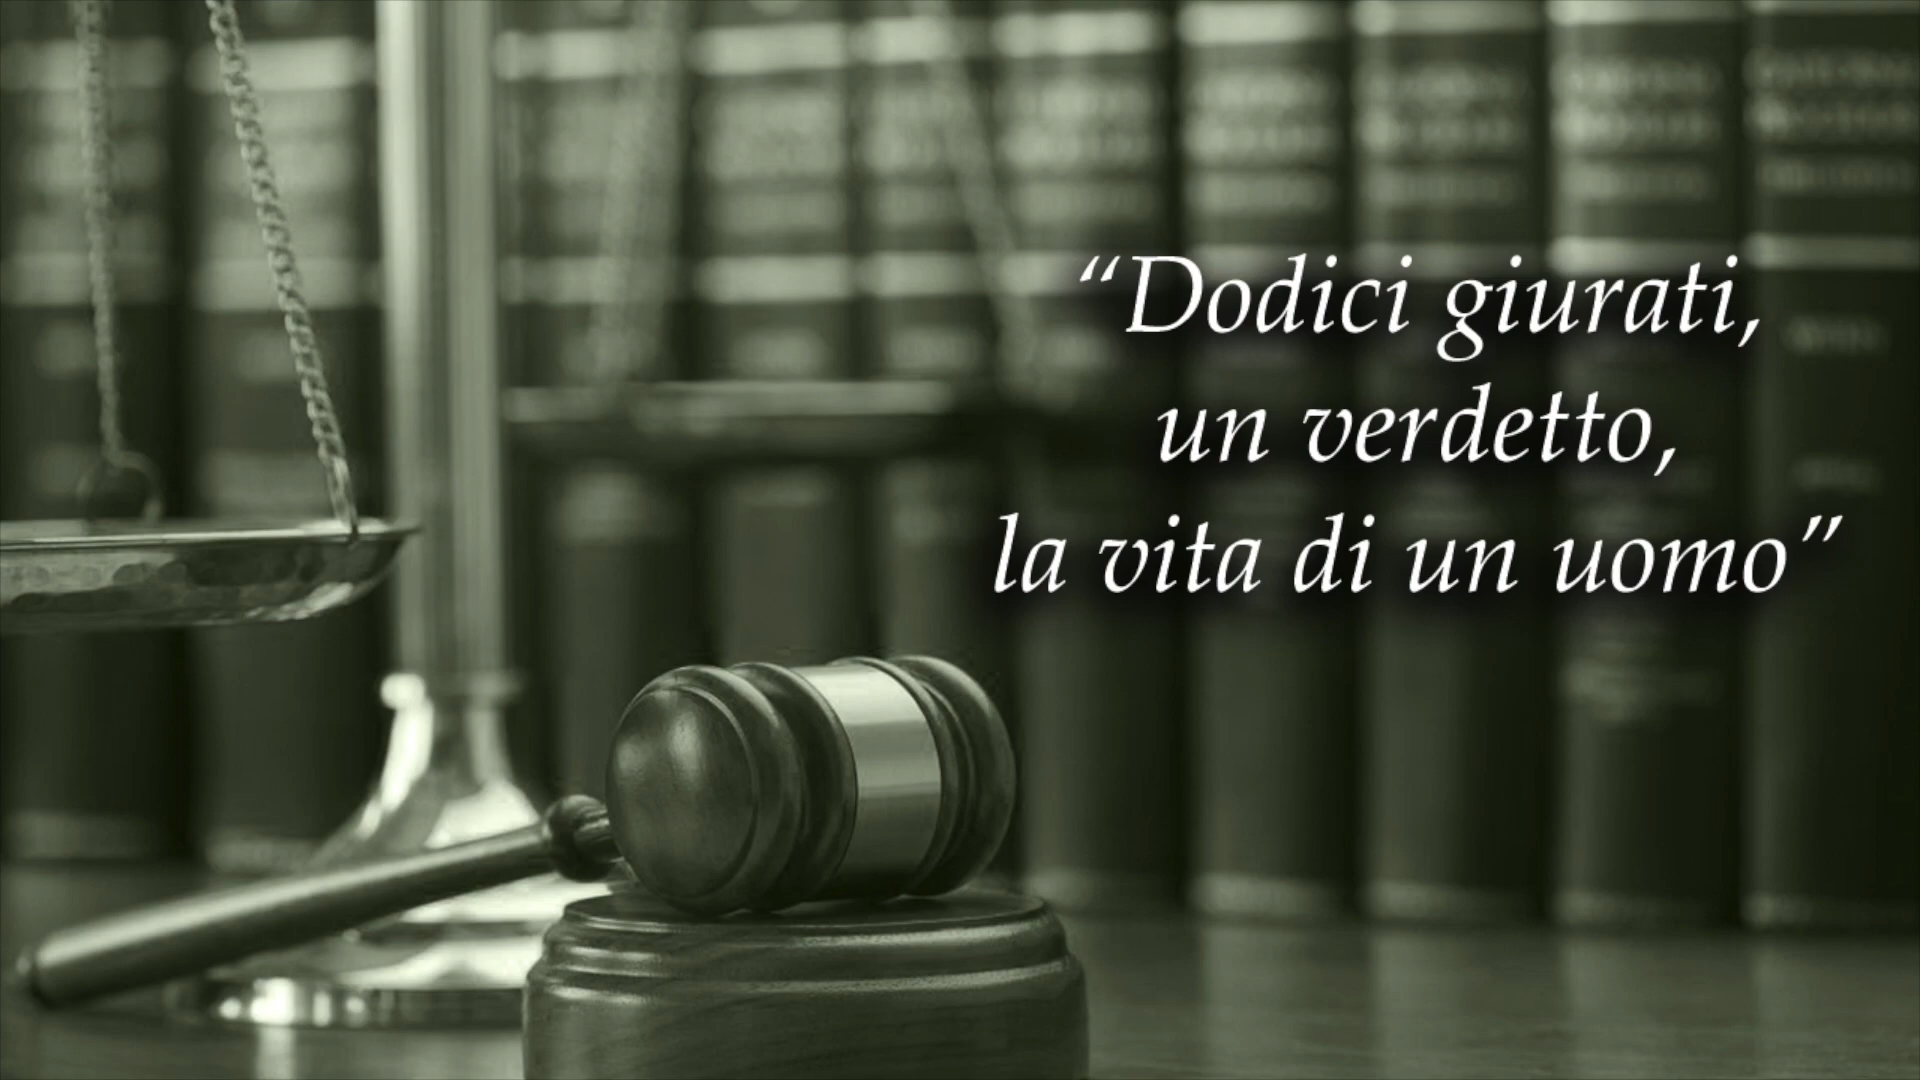 “Dodici giurati,
un verdetto,
la vita di un uomo”